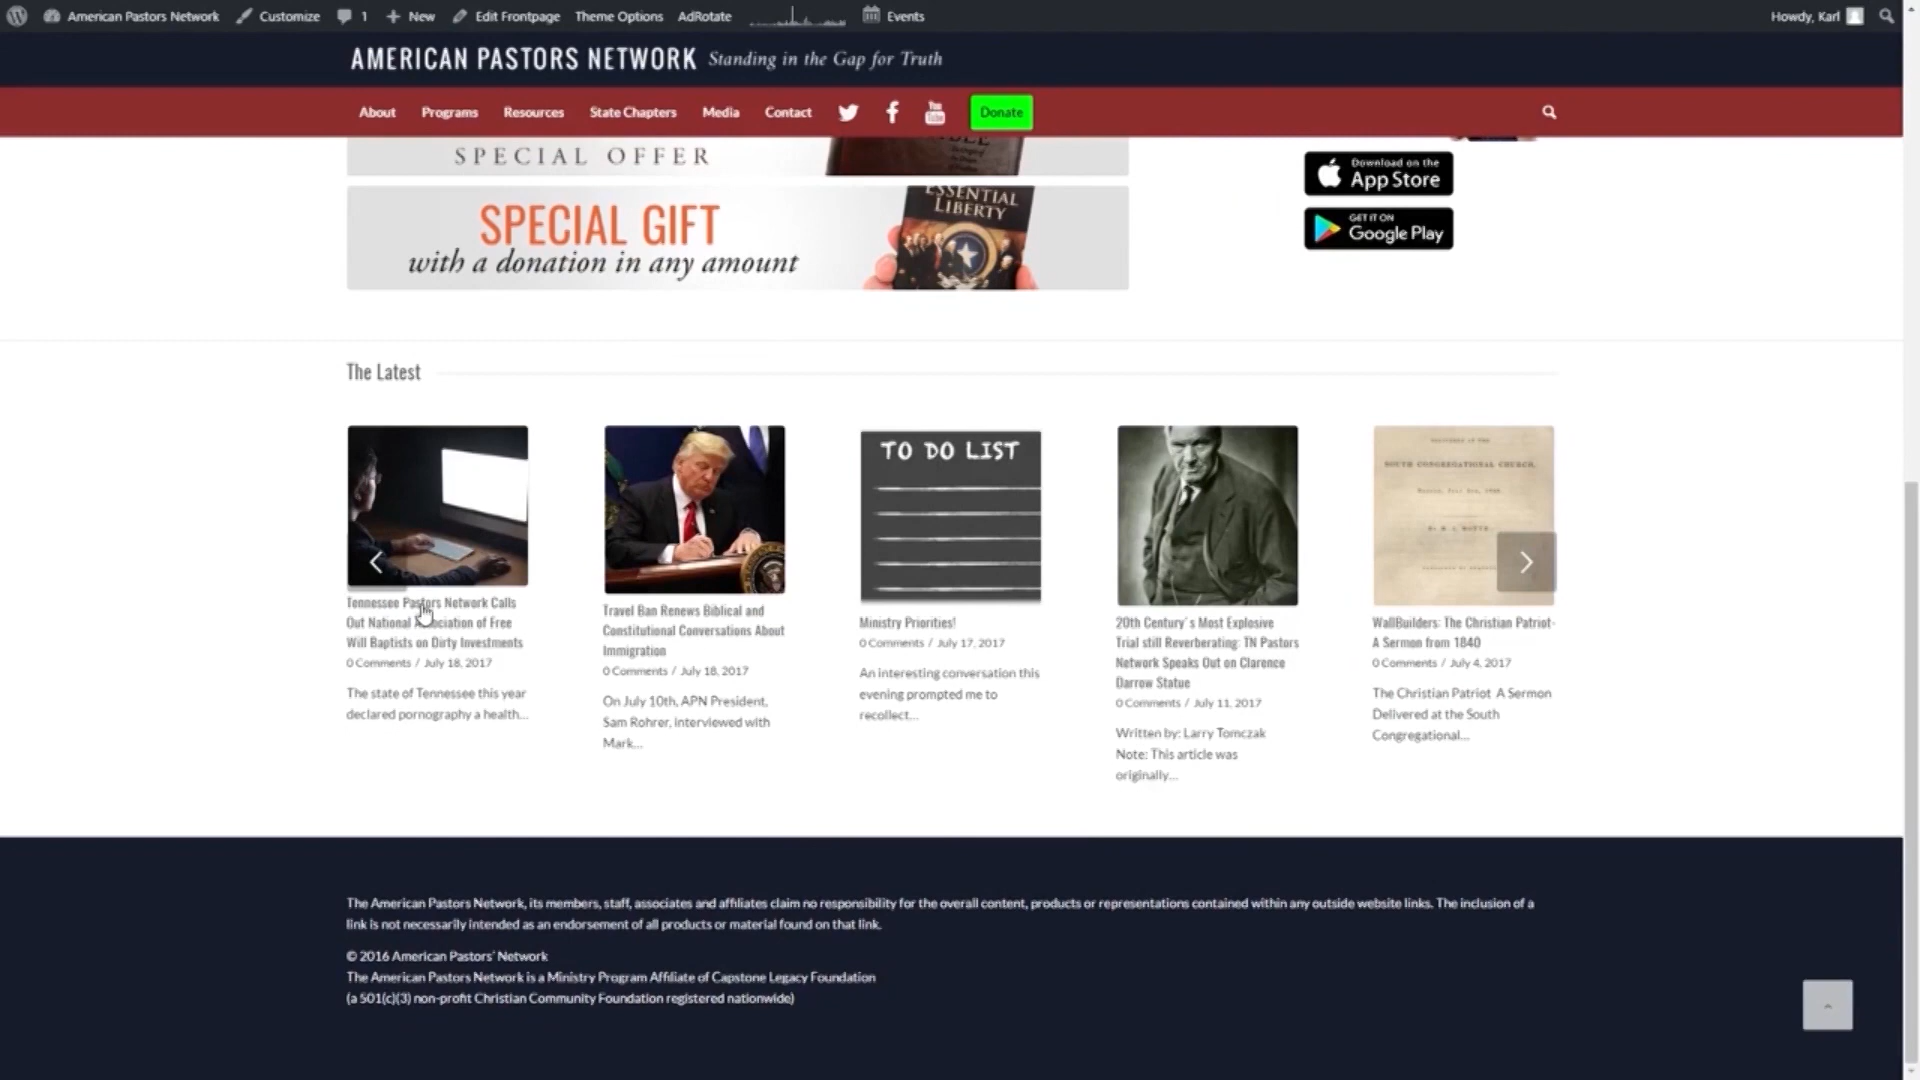 American Pastors Network
Customize
1
New
Edit Frontpage
Theme Options
AdRotate
Events
Howdy, Karl
AMERICAN PASTORS NETWORK
Standing in the Gap for Truth
About
Programs
Resources
State Chapters
Media
Contact
You
Tube
Donate
SPECIAL OFFER
Download on the
App Store
GET IT ON
Google Play
SPECIAL GIFT
with a donation in any amount
ESSENTIAL
LIBERTY
The Latest
TO DO LIST
SOUTH CONGREGATIONAL CHURCH,
Tennessee Pastors Network Calls
Out National Association of Free
Will Baptists on Dirty Investments
0 Comments / July 18, 2017
The state of Tennessee this year
declared pornography a health...
Travel Ban Renews Biblical and
Constitutional Conversations About
Immigration
0 Comments / July 18, 2017
On July 10th, APN President,
Sam Rohrer, interviewed with
Mark...
Ministry Priorities!
0 Comments / July 17, 2017
An interesting conversation this
evening prompted me to
recollect...
20th Century's Most Explosive
Trial still Reverberating: TN Pastors
Network Speaks Out on Clarence
Darrow Statue
0 Comments / July 11, 2017
Written by: Larry Tomczak
Note: This article was
originally...
WallBuilders: The Christian Patriot-
A Sermon from 1840
0 Comments / July 4, 2017
The Christian Patriot A Sermon
Delivered at the South
Congregational...
The American Pastors Network, its members, staff, associates and affiliates claim no responsibility for the overall content, products or representations contained within any outside website links. The inclusion of a
link is not necessarily intended as an endorsement of all products or material found on that link.
© 2016 American Pastors' Network
The American Pastors Network is a Ministry Program Affiliate of Capstone Legacy Foundation
(a 501(c)(3) non-profit Christian Community Foundation registered nationwide)